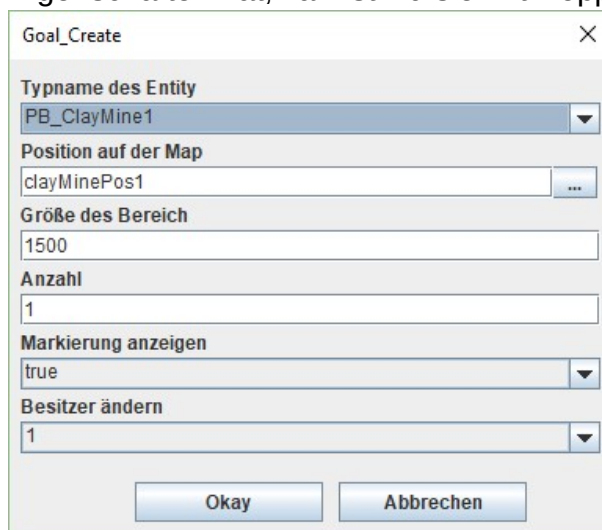 Goal_Create
Typname des Entity
PB_ClayMine1
Position auf der Map
clayMinePos1
...
Größe des Bereich
1500
Anzahl
1
Markierung anzeigen
true
Besitzer ändern
1
Okay Abbrechen